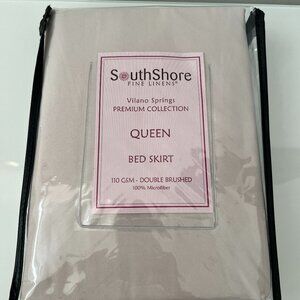 SouthShore
FINE LINENS®
Vilano Springs
PREMIUM COLLECTION
QUEEN
BED SKIRT
110 GSM - DOUBLE BRUSHED
100% Microfiber